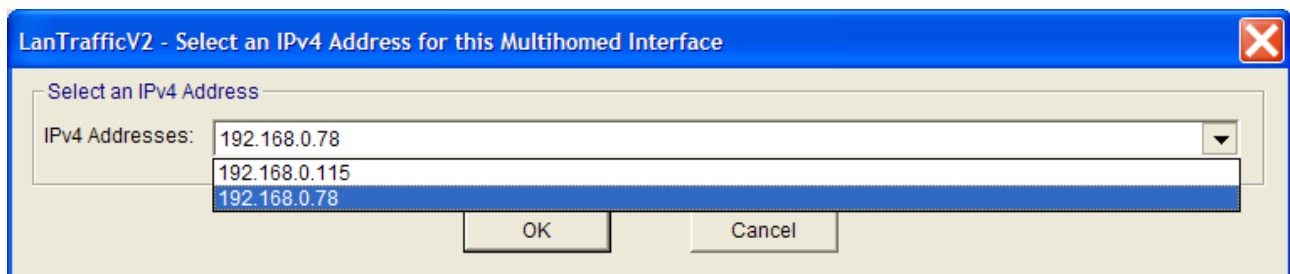 LanTrafficV2 - Select an IPv4 Address for this Multihomed Interface
Select an IPv4 Address
IPv4 Addresses: 192.168.0.78
192.168.0.115
192.168.0.78
OK Cancel